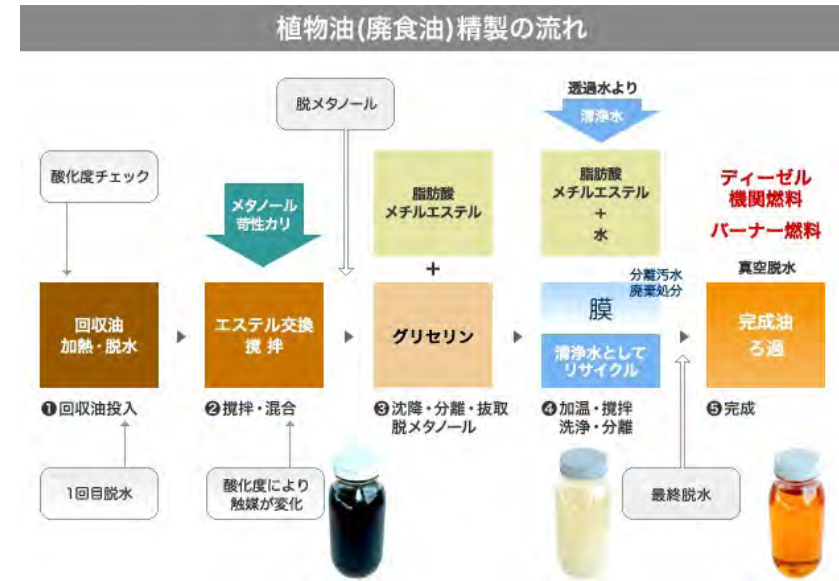 植物油(廃食油)精製の流れ
脱メタノール
透過水より
清浄水
酸化度チェック
メタノール
苛性カリ
脂肪酸
メチルエステル
脂肪酸
メチルエステル
+
水
ディーゼル
機関燃料
バーナー燃料
+
分離汚水
廃棄処分
真空脱水
回収油
加熱・脱水
エステル交換
攪拌
グリセリン
膜
清浄水として
リサイクル
完成油
ろ過
❶回収油投入
❷攪拌・混合
❸沈降・分離・抜取
脱メタノール
❹加温・攪拌
洗浄・分離
❺完成
1回目脱水
酸化度により
触媒が変化
最終脱水